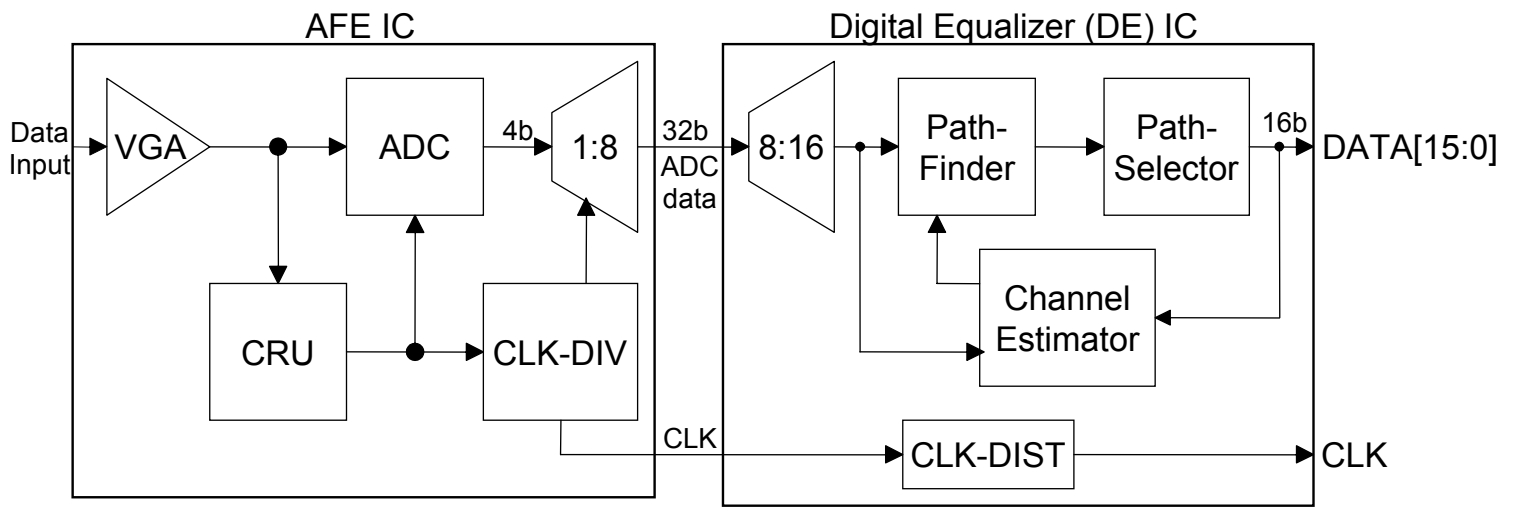 AFE IC
Digital Equalizer (DE) IC
Data
Input
VGA
ADC
4b
1:8
32b
ADC
data
8:16
Path-
Finder
Path-
Selector
16b
DATA[15:0]
CRU
CLK-DIV
Channel
Estimator
CLK
CLK-DIST
CLK